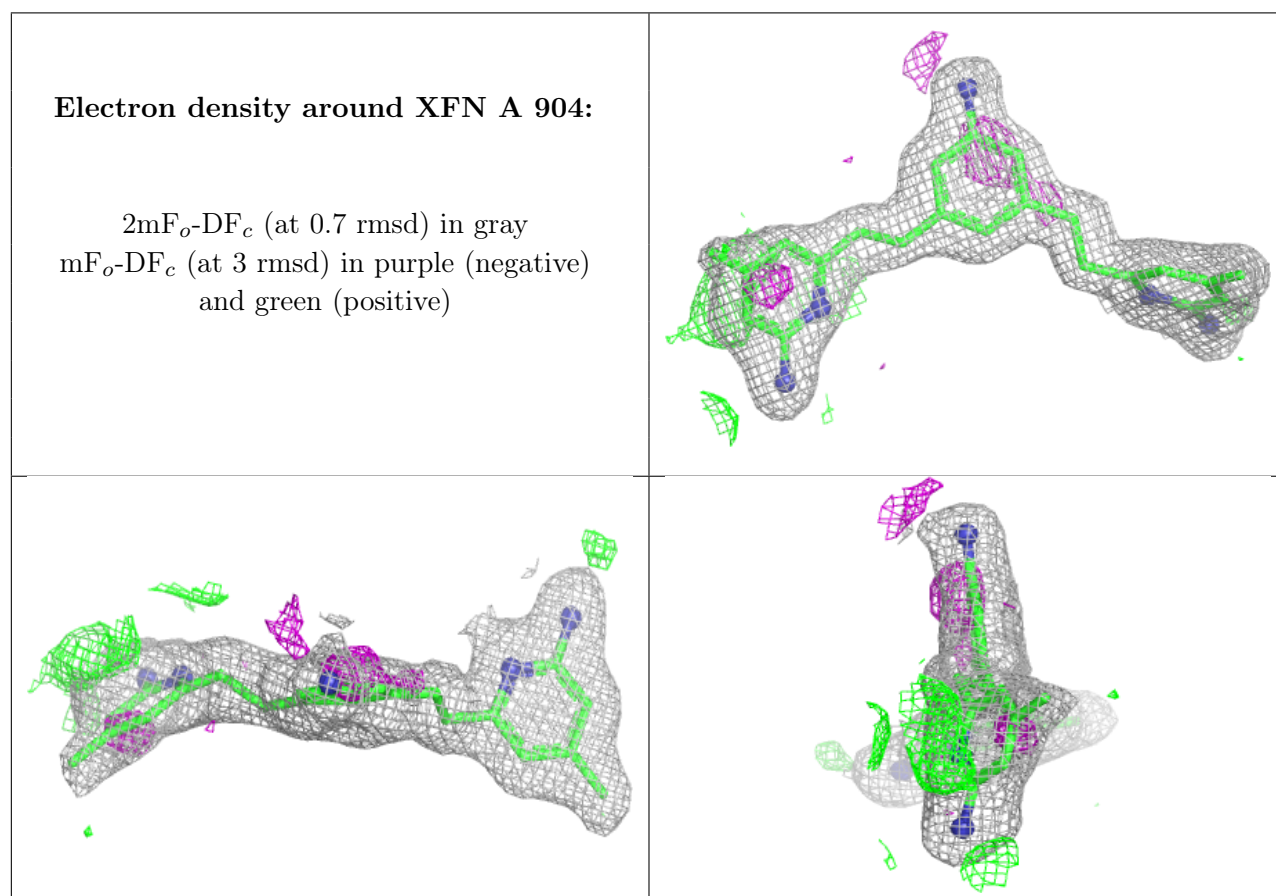 Electron density around XFN A 904:
2mFo-DFc (at 0.7 rmsd) in gray
mFo-DFc (at 3 rmsd) in purple (negative)
and green (positive)